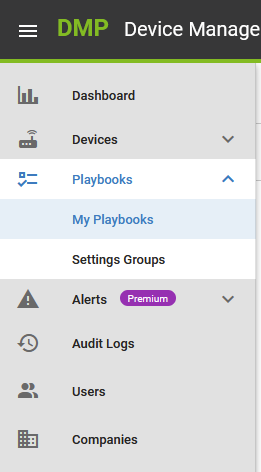 DMP Device Manage
Dashboard
Devices
Playbooks
My Playbooks
Settings Groups
Alerts Premium
Audit Logs
Users
Companies